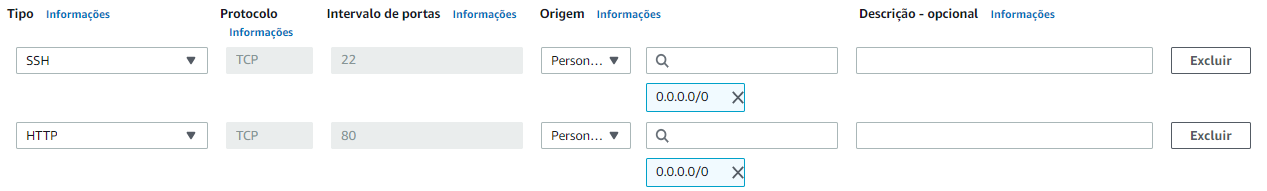 Tipo Informações Protocolo Intervalo de portas Informações Origem Informações Descrição - opcional Informações
Informações
SSH TCP 22 Person... Excluir
0.0.0.0/0
HTTP TCP 80 Person... Excluir
0.0.0.0/0